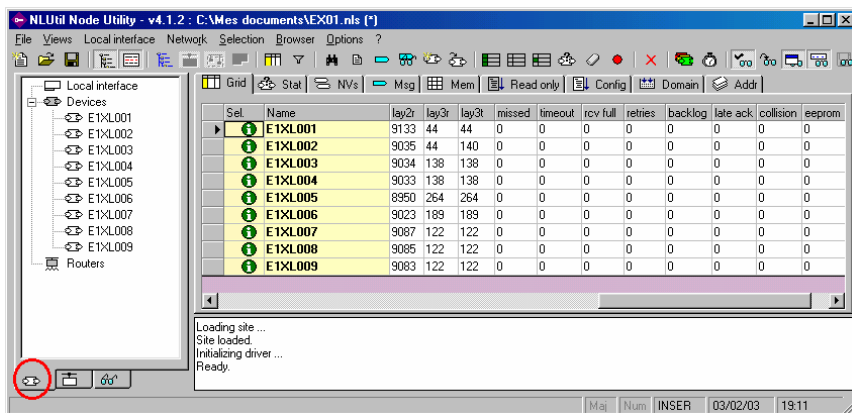 NLUtil Node Utility - v4.1.2 : C:\Mes documents\EX01.nls (*)
File Views Local interface Network Selection Browser Options ?
Local interface
Devices
E1XL001
E1XL002
E1XL003
E1XL004
E1XL005
E1XL006
E1XL007
E1XL008
E1XL009
Routers
Grid Stat NVs Msg Mem Read only Config Domain Addr
Sel. Name lay2r lay3r lay3t missed timeout rcv full retries backlog late ack collision eeprom
E1XL001 9133 44 44 0 0 0 0 0 0 0 0
E1XL002 9035 44 140 0 0 0 0 0 0 0 0
E1XL003 9034 138 138 0 0 0 0 0 0 0 0
E1XL004 9033 138 138 0 0 0 0 0 0 0 0
E1XL005 8950 264 264 0 0 0 0 0 0 0 0
E1XL006 9023 189 189 0 0 0 0 0 0 0 0
E1XL007 9087 122 122 0 0 0 0 0 0 0 0
E1XL008 9085 122 122 0 0 0 0 0 0 0 0
E1XL009 9083 122 122 0 0 0 0 0 0 0 0
Loading site ...
Site loaded.
Initializing driver ...
Ready.
Maj Num INSER 03/02/03 19:11